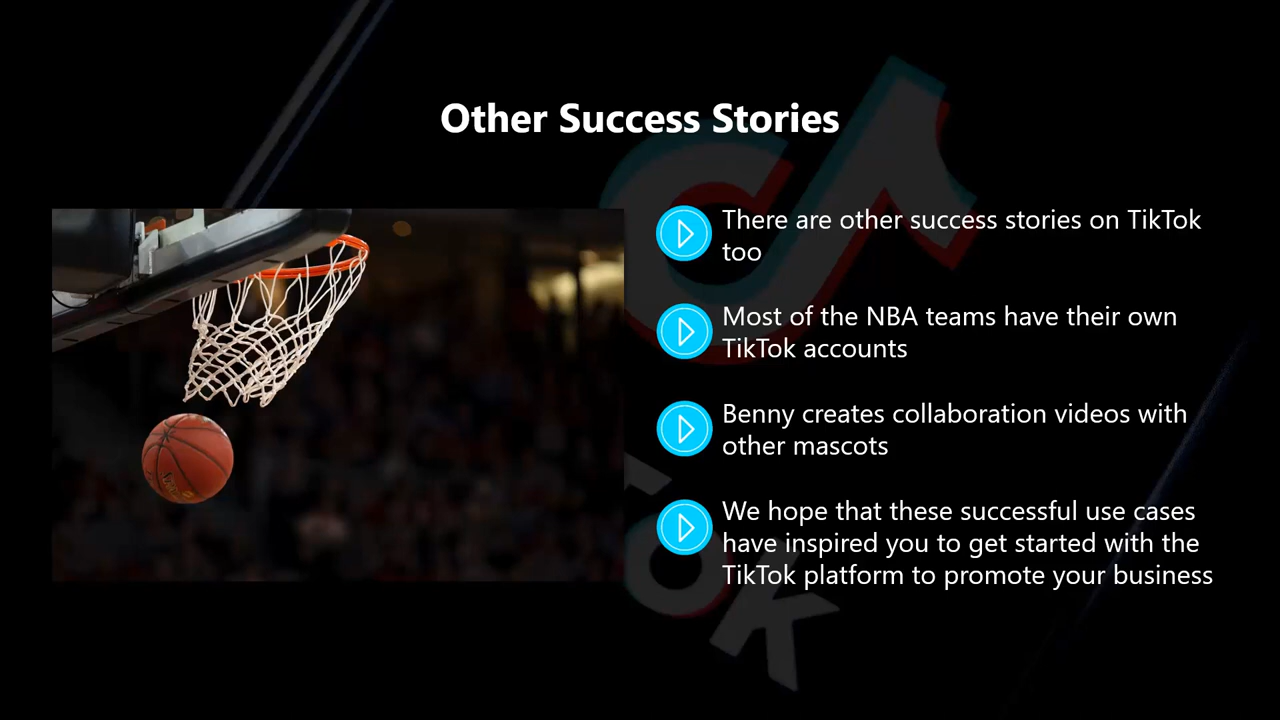 Other Success Stories
There are other success stories on TikTok
too
Most of the NBA teams have their own
TikTok accounts
Benny creates collaboration videos with
other mascots
We hope that these successful use cases
have inspired you to get started with the
TikTok platform to promote your business